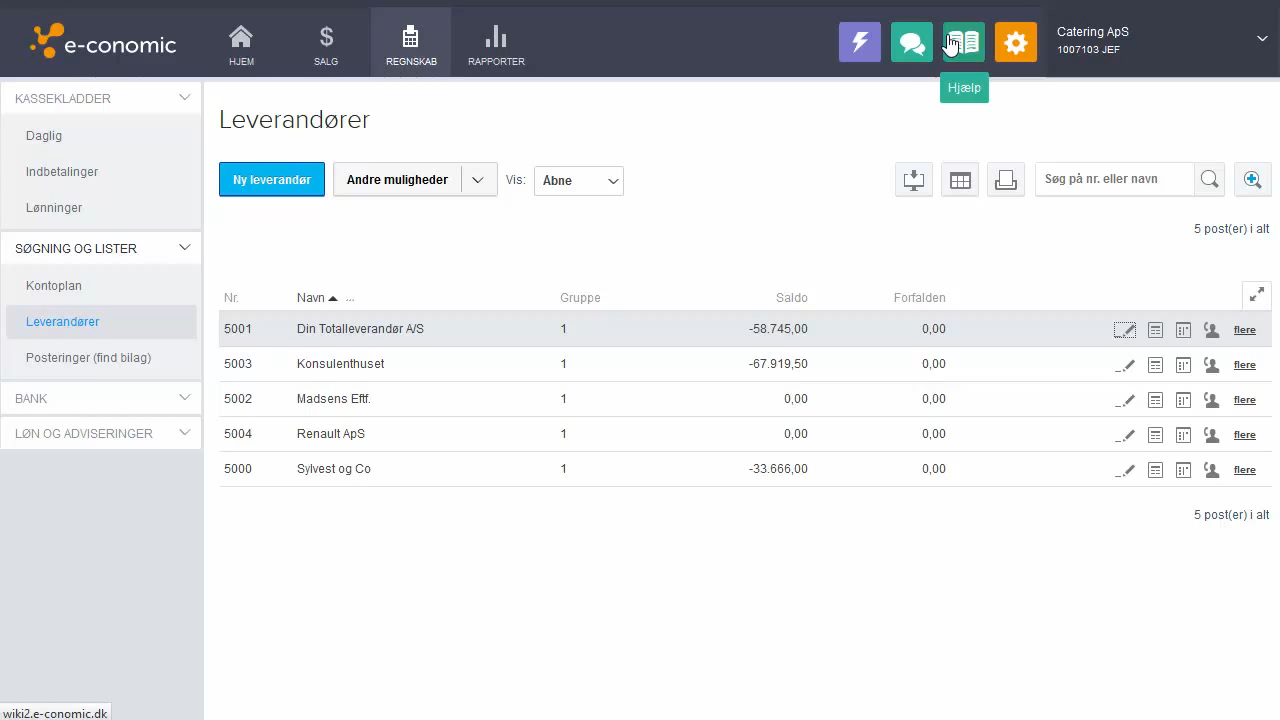 e-conomic
HJEM
SALG
REGNSKAB
RAPPORTER
Catering ApS
1007103 JEF
Hjælp
KASSEKLADDER
Daglig
Indbetalinger
Lønninger
SØGNING OG LISTER
Kontoplan
Leverandører
Posteringer (find bilag)
BANK
LØN OG ADVISERINGER
Leverandører
Ny leverandør
Andre muligheder
Vis:
Åbne
Søg på nr. eller navn
5 post(er) i alt
Nr. Navn ... Gruppe Saldo Forfalden
5001 Din Totalleverandør A/S 1 -58.745,00 0,00 flere
5003 Konsulenthuset 1 -67.919,50 0,00 flere
5002 Madsens Eftf. 1 0,00 0,00 flere
5004 Renault ApS 1 0,00 0,00 flere
5000 Sylvest og Co 1 -33.666,00 0,00 flere
5 post(er) i alt
wiki2.e-conomic.dk